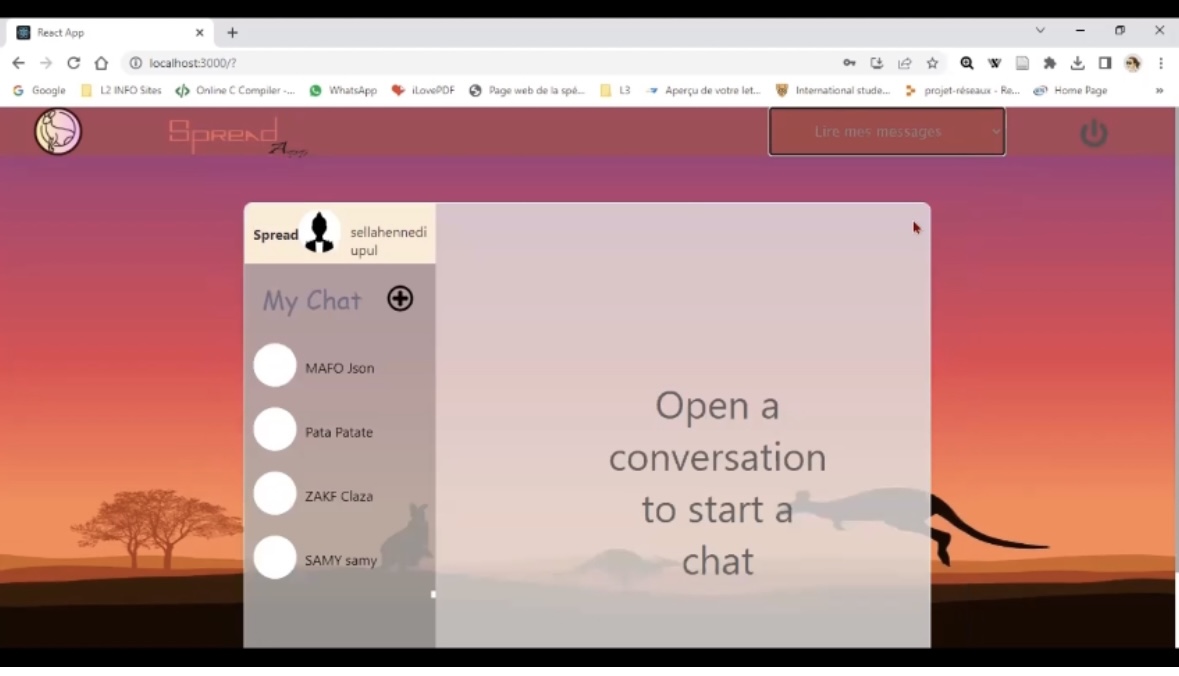 React App
localhost:3000/?
Google L2 INFO Sites Online C Compiler -... WhatsApp iLovePDF Page web de la spé... L3 Aperçu de votre let... International stude... projet-réseaux - Re... Home Page »
Spread
App
Lire mes messages
Spread
sellahennedi
upul
My Chat
MAFO Json
Pata Patate
ZAKF Claza
SAMY samy
Open a
conversation
to start a
chat